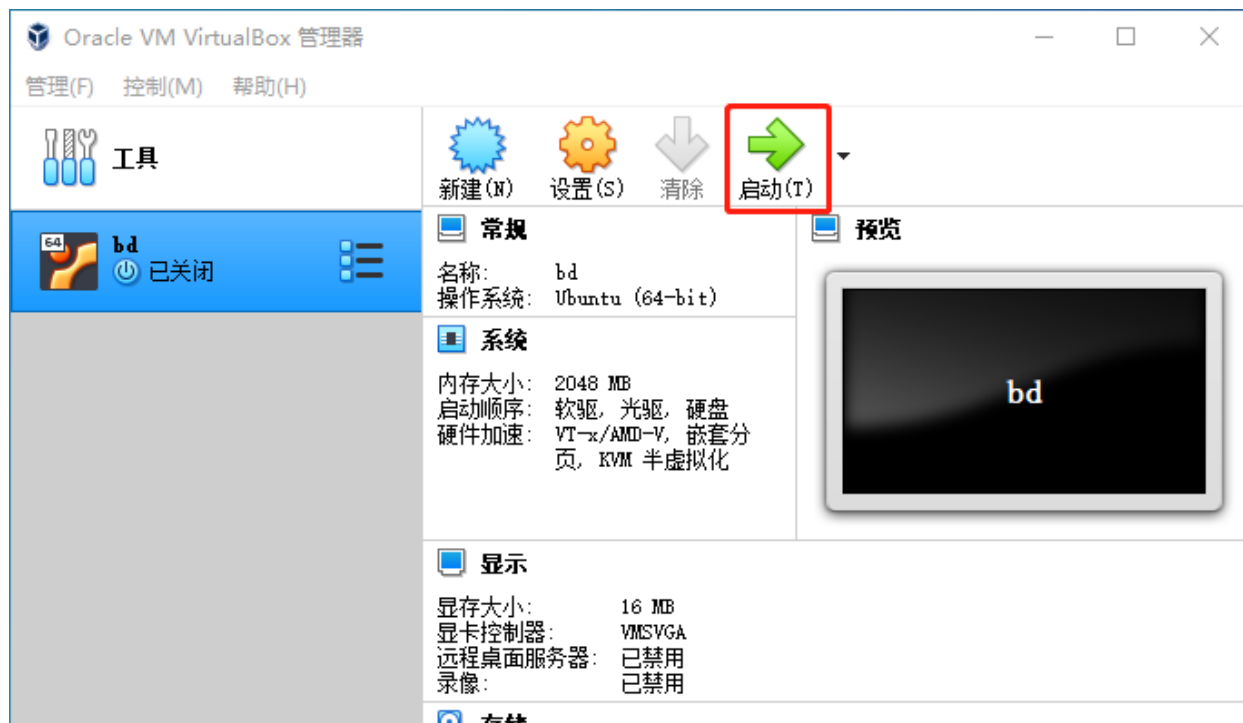 Oracle VM VirtualBox 管理器
管理(F) 控制(M) 帮助(H)
工具
新建(N) 设置(S) 清除 启动(T)
64
bd
已关闭
常规
名称: bd
操作系统: Ubuntu (64-bit)
预览
bd
系统
内存大小: 2048 MB
启动顺序: 软驱, 光驱, 硬盘
硬件加速: VT-x/AMD-V, 嵌套分
页, KVM 半虚拟化
显示
显存大小: 16 MB
显卡控制器: VMSVGA
远程桌面服务器: 已禁用
录像: 已禁用
存储